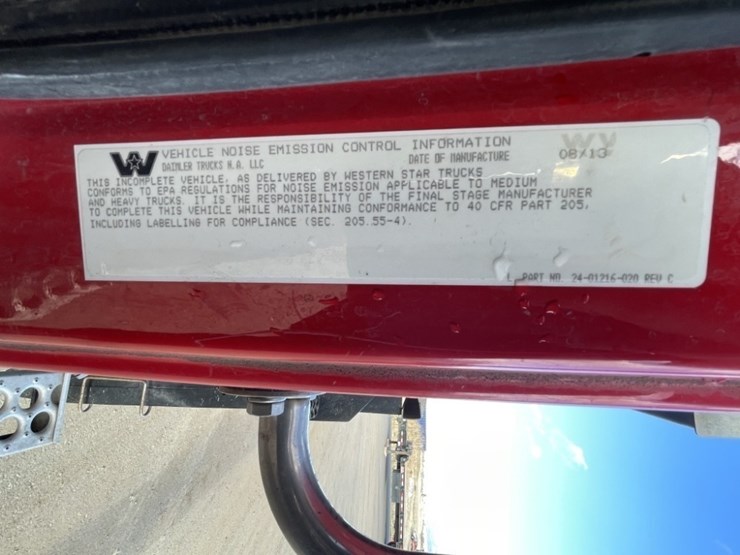 VEHICLE NOISE EMISSION CONTROL INFORMATION
DAIMLER TRUCKS N.A. LLC DATE OF MANUFACTURE 08/13
THIS INCOMPLETE VEHICLE, AS DELIVERED BY WESTERN STAR TRUCKS
CONFORMS TO EPA REGULATIONS FOR NOISE EMISSION APPLICABLE TO MEDIUM
AND HEAVY TRUCKS. IT IS THE RESPONSIBILITY OF THE FINAL STAGE MANUFACTURER
TO COMPLETE THIS VEHICLE WHILE MAINTAINING CONFORMANCE TO 40 CFR PART 205,
INCLUDING LABELLING FOR COMPLIANCE (SEC. 205.55-4).
PART NO. 24-01216-020 REV C